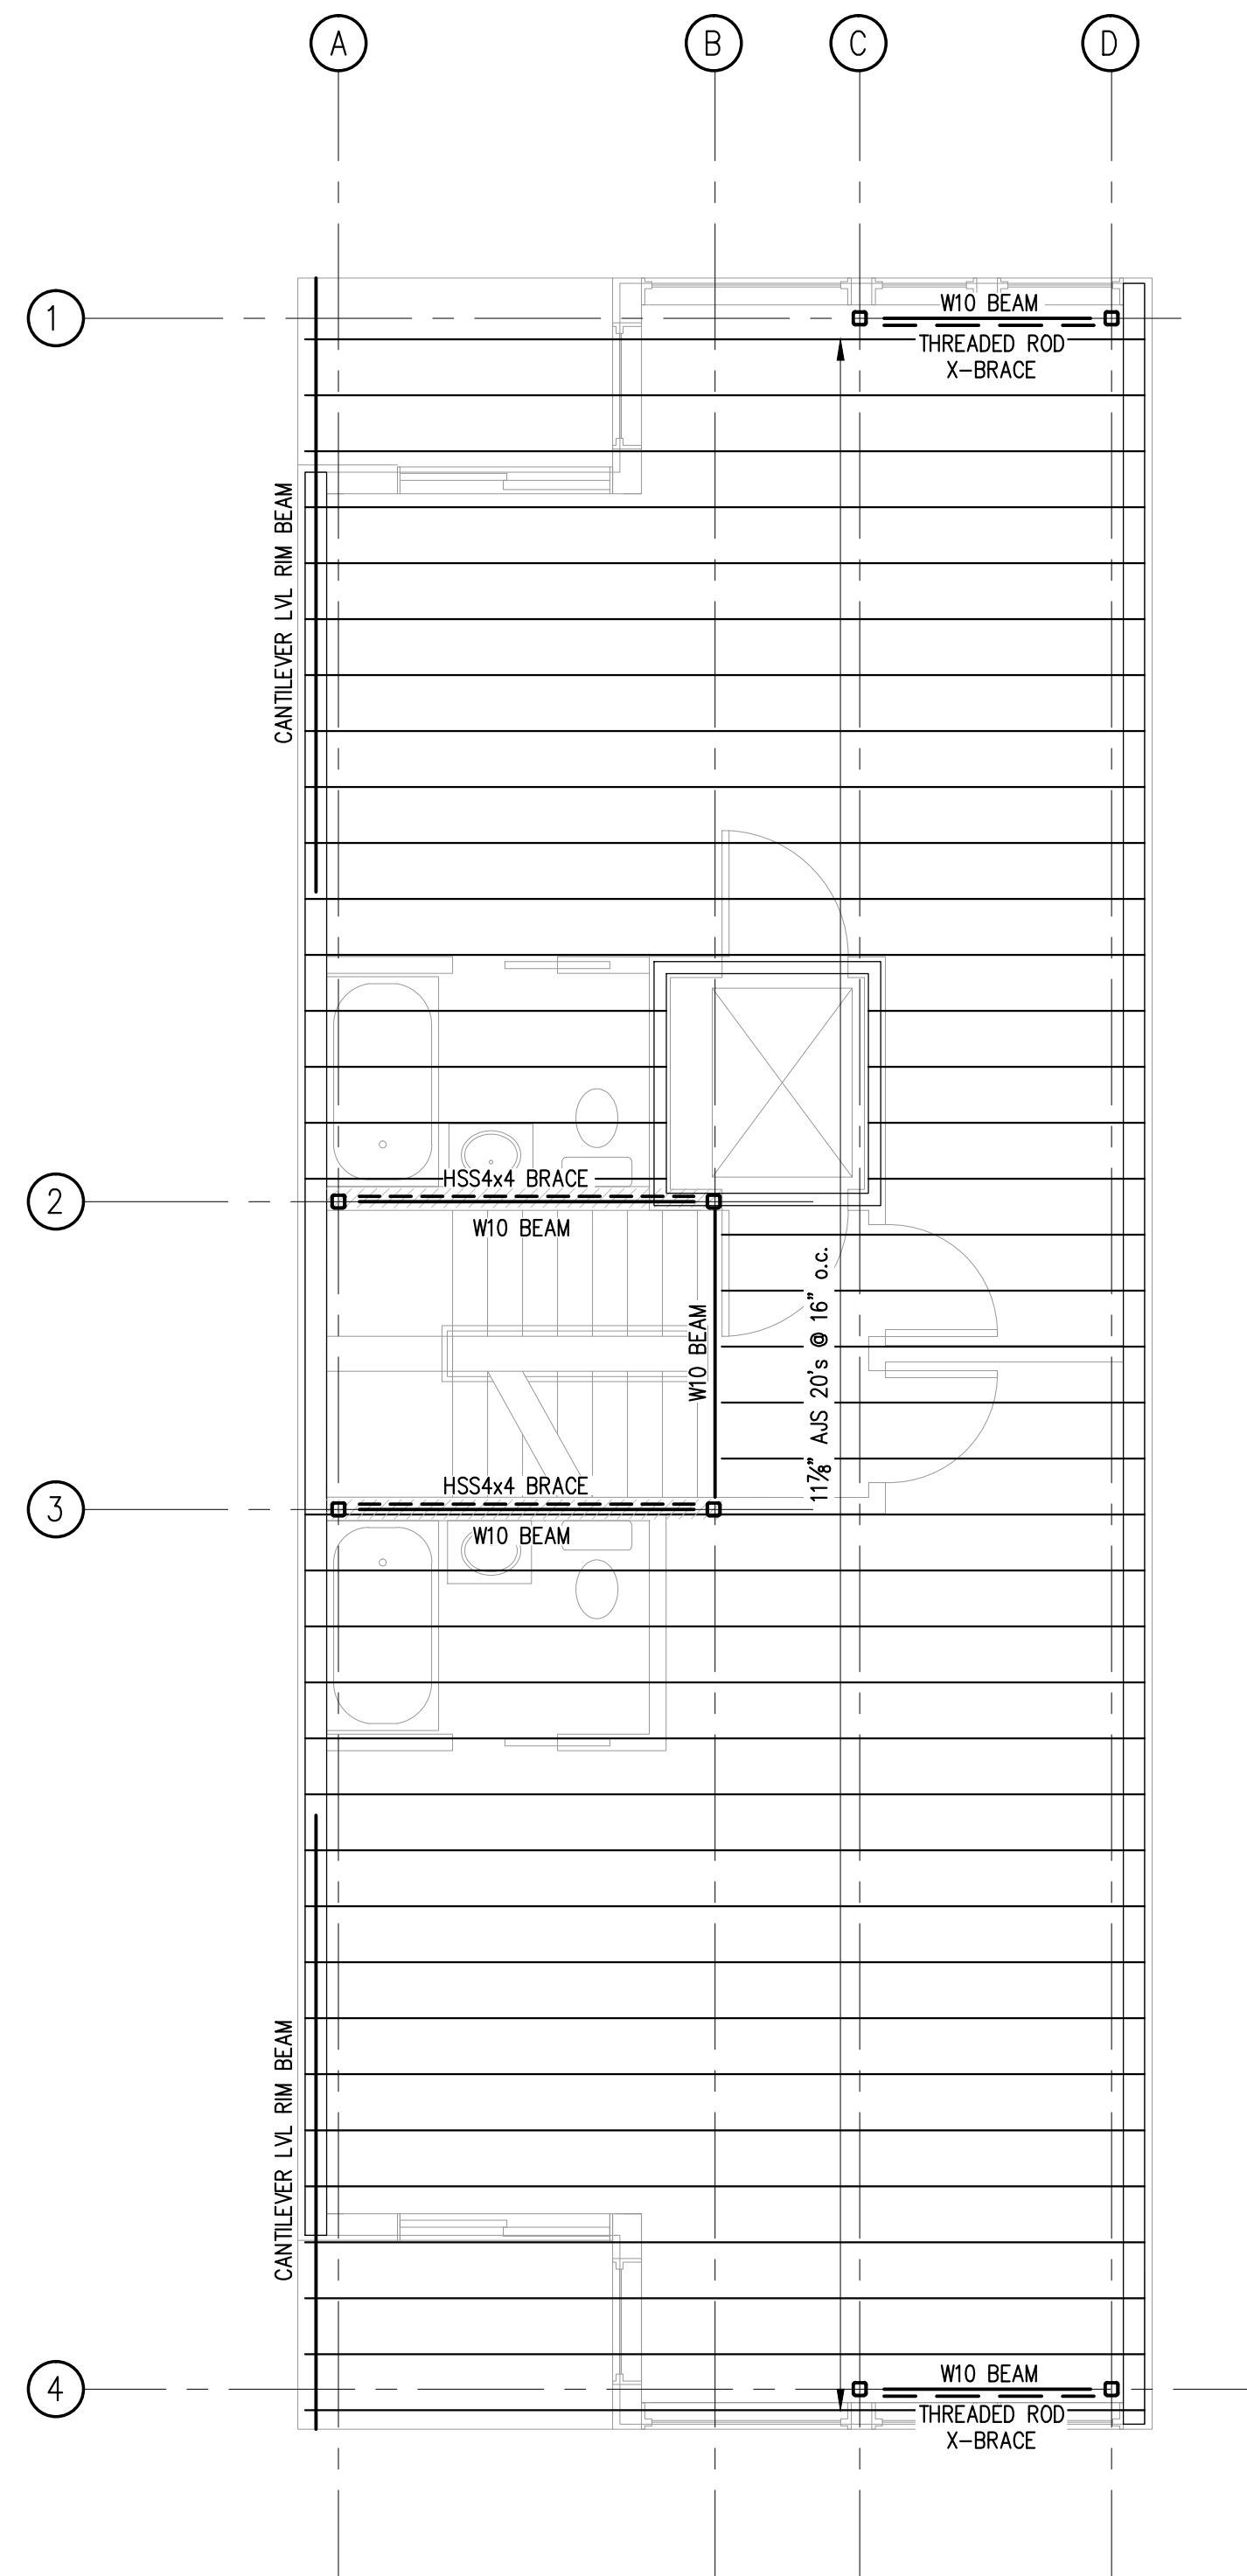 A
B
C
D
1
W10 BEAM
THREADED ROD
X-BRACE
CANTILEVER LVL RIM BEAM
2
HSS4x4 BRACE
W10 BEAM
W10 BEAM
11⅞" AJS 20's @ 16" o.c.
3
HSS4x4 BRACE
W10 BEAM
CANTILEVER LVL RIM BEAM
4
W10 BEAM
THREADED ROD
X-BRACE